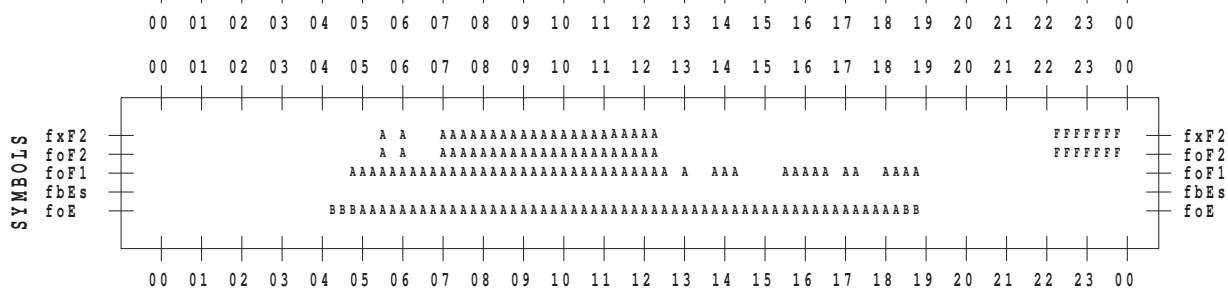 00 01 02 03 04 05 06 07 08 09 10 11 12 13 14 15 16 17 18 19 20 21 22 23 00
00 01 02 03 04 05 06 07 08 09 10 11 12 13 14 15 16 17 18 19 20 21 22 23 00
SYMBOLS
fxF2 A A AAAAAAAAAAAAAAAAAAAAAA FFFFFFF fxF2
foF2 A A AAAAAAAAAAAAAAAAAAAAAA FFFFFFF foF2
foF1 AAAAAAAAAAAAAAAAAAAAAAAAAAAAAAAA A AAA AAAAA AA AAAA foF1
fbEs fbEs
foE BBBAAAAAAAAAAAAAAAAAAAAAAAAAAAAAAAAAAAAAAAAAAAAAAAAAAAAAABB foE
00 01 02 03 04 05 06 07 08 09 10 11 12 13 14 15 16 17 18 19 20 21 22 23 00